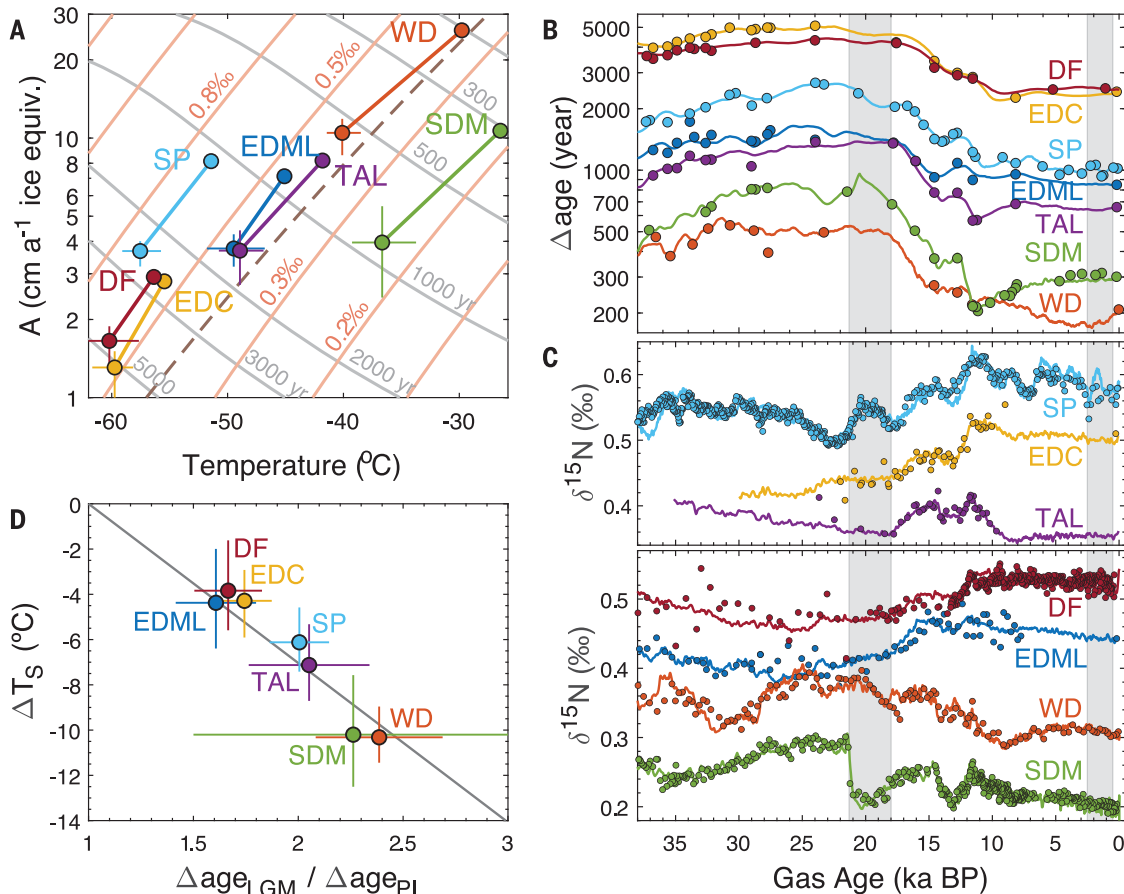 A
30
20
10
8
6
5
4
3
2
1
A (cm a⁻¹ ice equiv.)
0.8‰
0.5‰
0.3‰
0.2‰
WD
SDM
SP
EDML
TAL
DF
EDC
300
500
1000 yr
2000 yr
3000 yr
5000
-60
-50
-40
-30
Temperature (ºC)
B
5000
3000
2000
1000
700
500
300
200
Δage (year)
DF
EDC
SP
EDML
TAL
SDM
WD
C
0.6
0.5
0.4
δ¹⁵N (‰)
SP
EDC
TAL
0.5
0.4
0.3
0.2
δ¹⁵N (‰)
DF
EDML
WD
SDM
35
30
25
20
15
10
5
0
Gas Age (ka BP)
D
0
-2
-4
-6
-8
-10
-12
-14
ΔT_S (ºC)
DF
EDC
EDML
SP
TAL
WD
SDM
1
1.5
2
2.5
3
Δage_LGM / Δage_PI